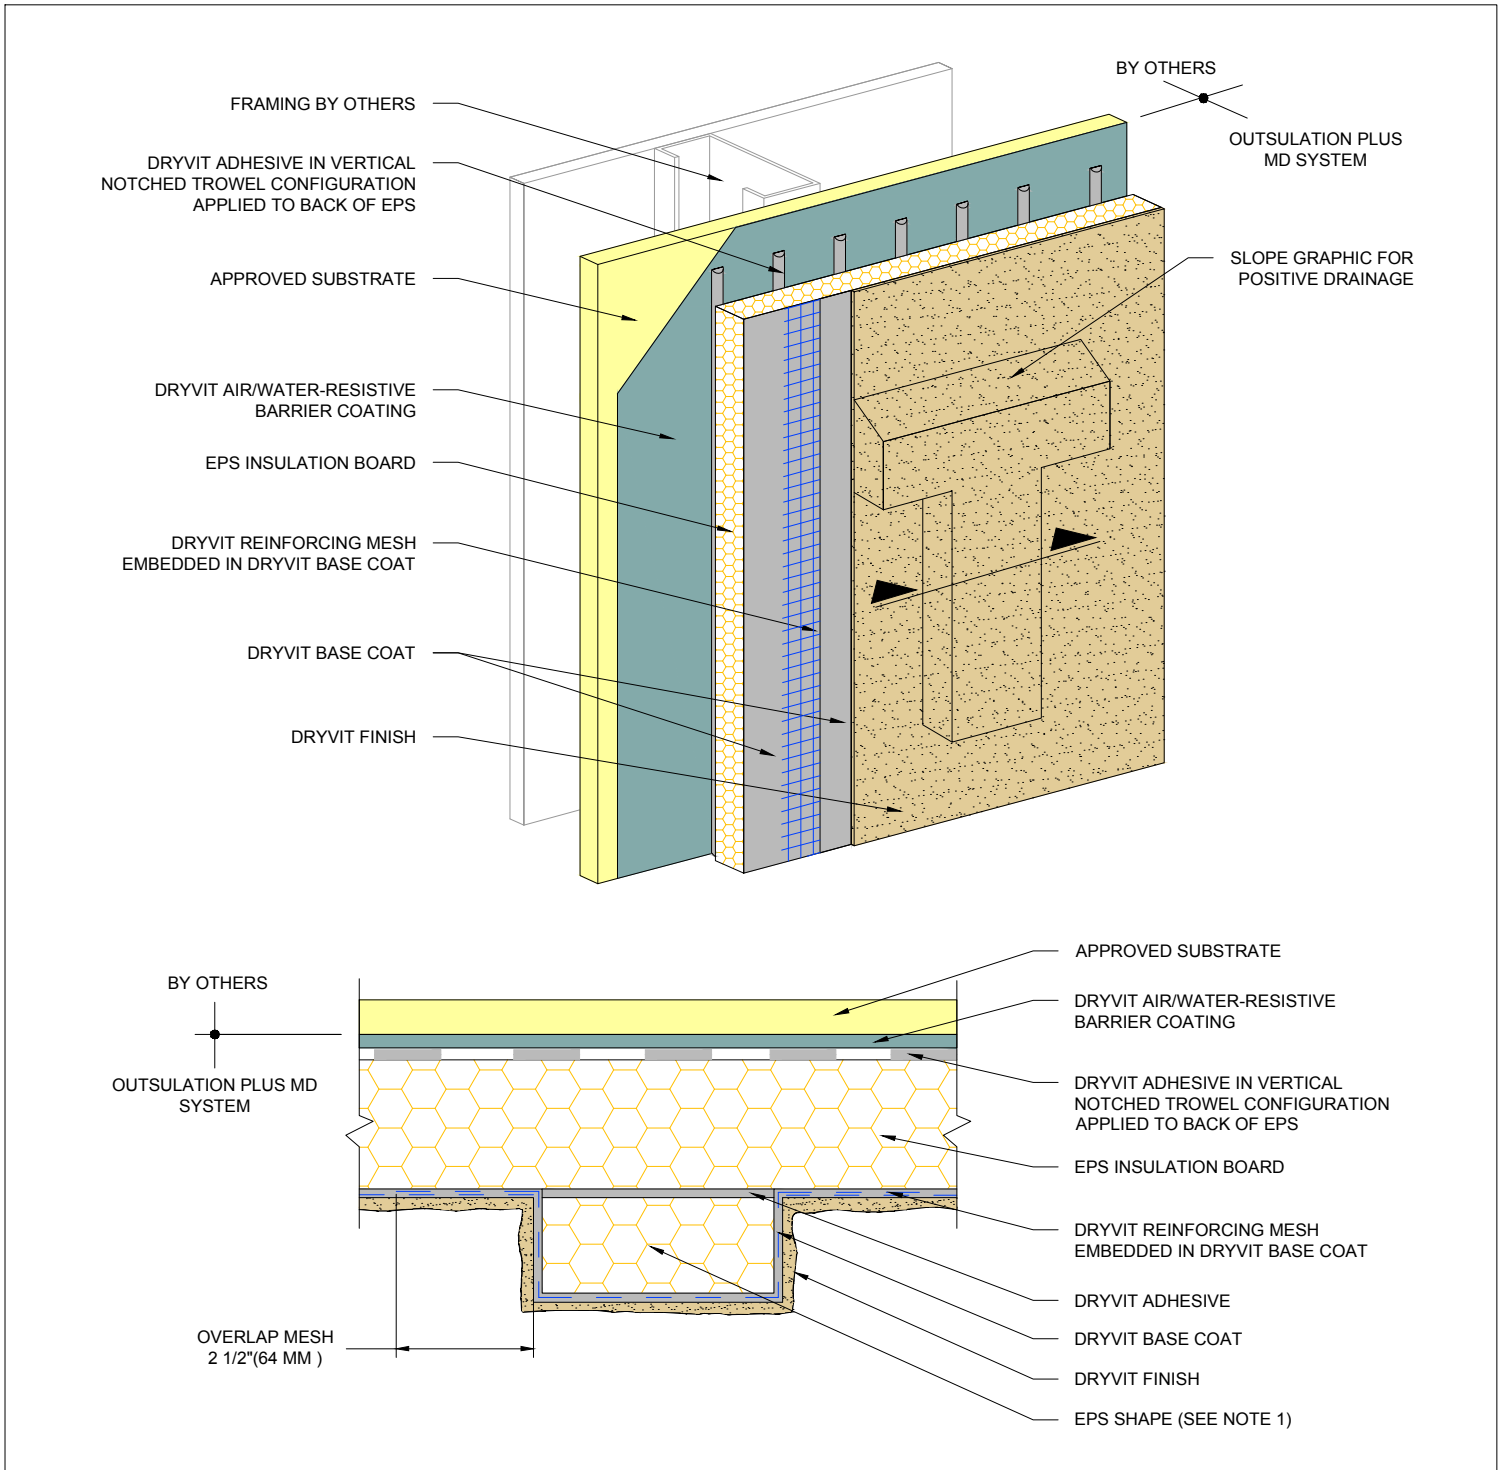 FRAMING BY OTHERS
DRYVIT ADHESIVE IN VERTICAL
NOTCHED TROWEL CONFIGURATION
APPLIED TO BACK OF EPS
APPROVED SUBSTRATE
DRYVIT AIR/WATER-RESISTIVE
BARRIER COATING
EPS INSULATION BOARD
DRYVIT REINFORCING MESH
EMBEDDED IN DRYVIT BASE COAT
DRYVIT BASE COAT
DRYVIT FINISH
BY OTHERS
OUTSULATION PLUS
MD SYSTEM
SLOPE GRAPHIC FOR
POSITIVE DRAINAGE
BY OTHERS
OUTSULATION PLUS MD
SYSTEM
OVERLAP MESH
2 1/2"(64 MM )
APPROVED SUBSTRATE
DRYVIT AIR/WATER-RESISTIVE
BARRIER COATING
DRYVIT ADHESIVE IN VERTICAL
NOTCHED TROWEL CONFIGURATION
APPLIED TO BACK OF EPS
EPS INSULATION BOARD
DRYVIT REINFORCING MESH
EMBEDDED IN DRYVIT BASE COAT
DRYVIT ADHESIVE
DRYVIT BASE COAT
DRYVIT FINISH
EPS SHAPE (SEE NOTE 1)